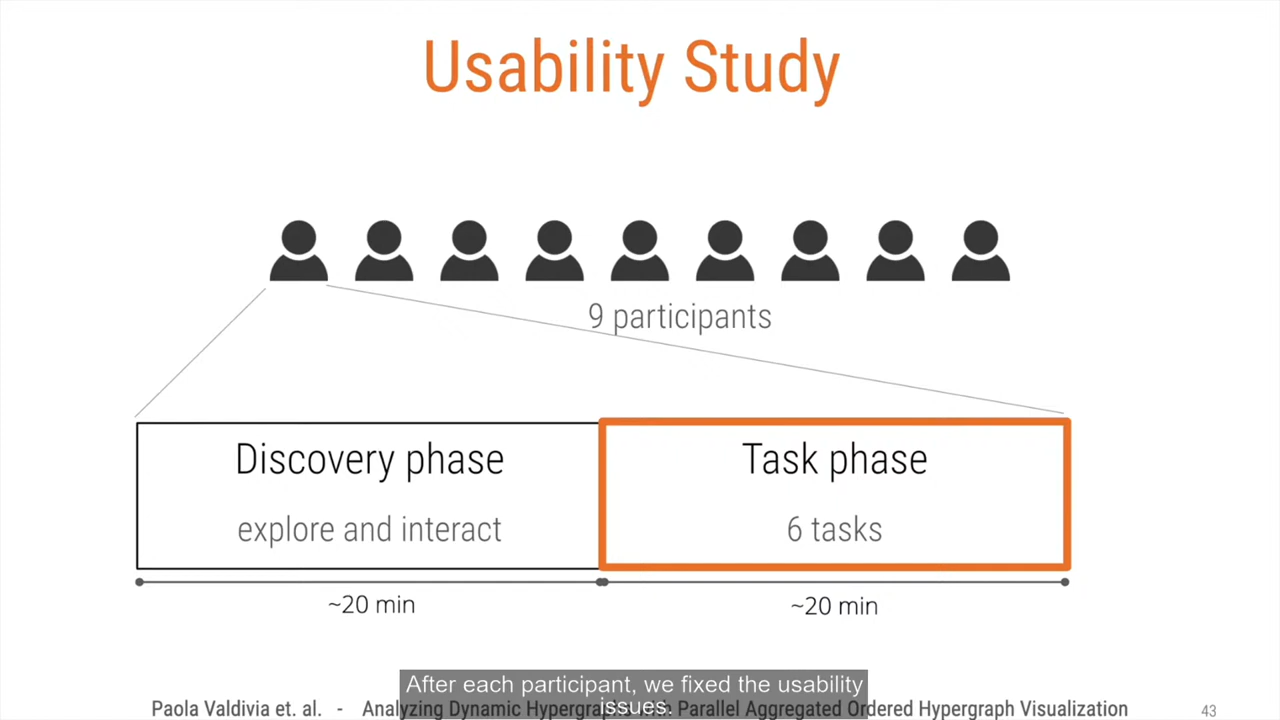 Usability Study
9 participants
Discovery phase
Task phase
explore and interact
6 tasks
~20 min
~20 min
After each participant, we fixed the usability
issues.
Paola Valdivia et. al. - Analyzing Dynamic Hypergraphs Parallel Aggregated Ordered Hypergraph Visualization
43